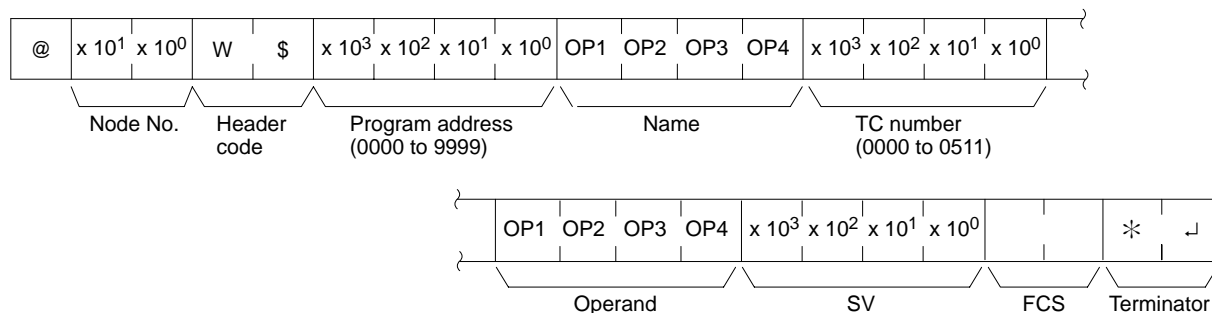 @ x 10¹ x 10⁰ W $ x 10³ x 10² x 10¹ x 10⁰ OP1 OP2 OP3 OP4 x 10³ x 10² x 10¹ x 10⁰
Node No. Header code Program address (0000 to 9999) Name TC number (0000 to 0511)
OP1 OP2 OP3 OP4 x 10³ x 10² x 10¹ x 10⁰ * ↵
Operand SV FCS Terminator